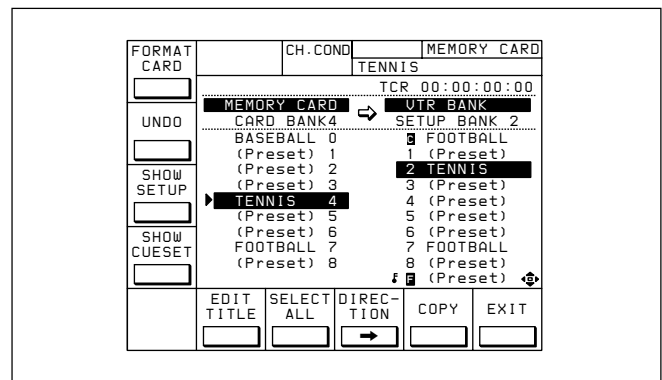 FORMAT
CARD
CH.COND
MEMORY CARD
TENNIS
TCR 00:00:00:00
MEMORY CARD
VTR BANK
CARD BANK4
SETUP BANK 2
UNDO
BASEBALL 0
C FOOTBALL
(Preset) 1
1 (Preset)
(Preset) 2
2 TENNIS
(Preset) 3
3 (Preset)
TENNIS 4
4 (Preset)
(Preset) 5
5 (Preset)
(Preset) 6
6 (Preset)
FOOTBALL 7
7 FOOTBALL
(Preset) 8
8 (Preset)
F (Preset)
SHOW
SETUP
SHOW
CUESET
EDIT
TITLE
SELECT
ALL
DIREC-
TION
COPY
EXIT